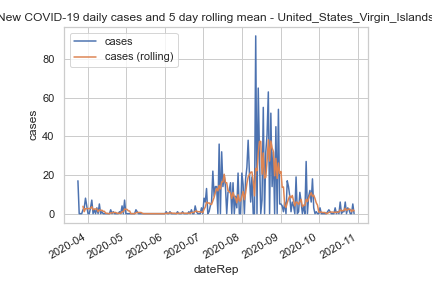 New COVID-19 daily cases and 5 day rolling mean - United_States_Virgin_Islands
cases
cases (rolling)
80
60
40
20
0
cases
2020-04
2020-05
2020-06
2020-07
2020-08
2020-09
2020-10
2020-11
dateRep